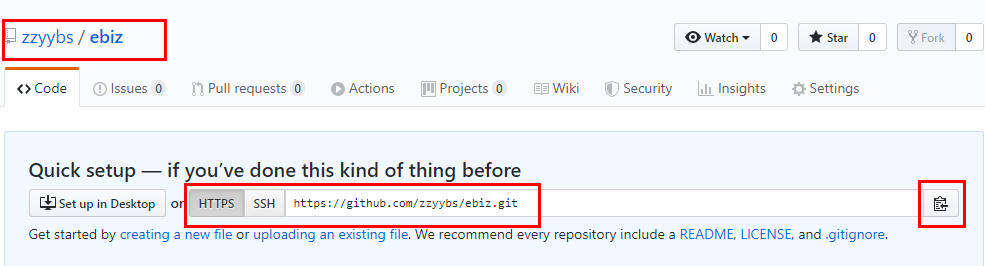 zzyybs / ebiz
Watch 0 Star 0 Fork 0
Code Issues 0 Pull requests 0 Actions Projects 0 Wiki Security Insights Settings
Quick setup — if you’ve done this kind of thing before
Set up in Desktop or HTTPS SSH https://github.com/zzyybs/ebiz.git
Get started by creating a new file or uploading an existing file. We recommend every repository include a README, LICENSE, and .gitignore.